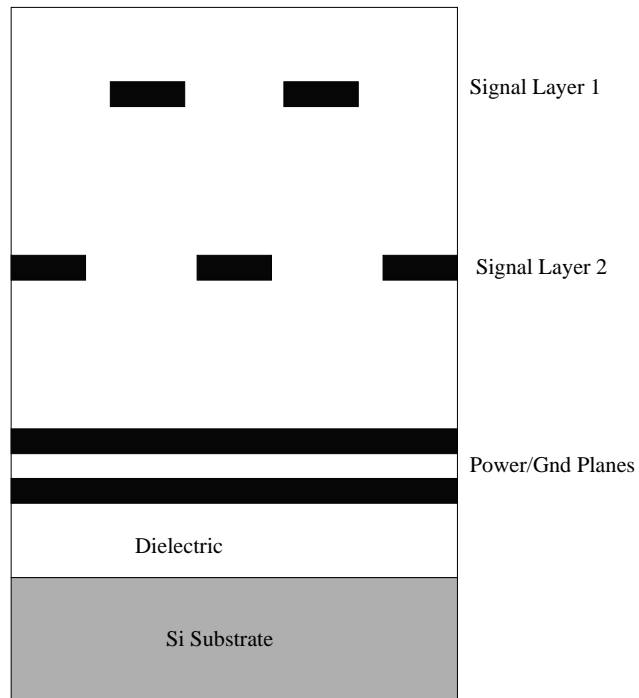 Signal Layer 1
Signal Layer 2
Power/Gnd Planes
Dielectric
Si Substrate